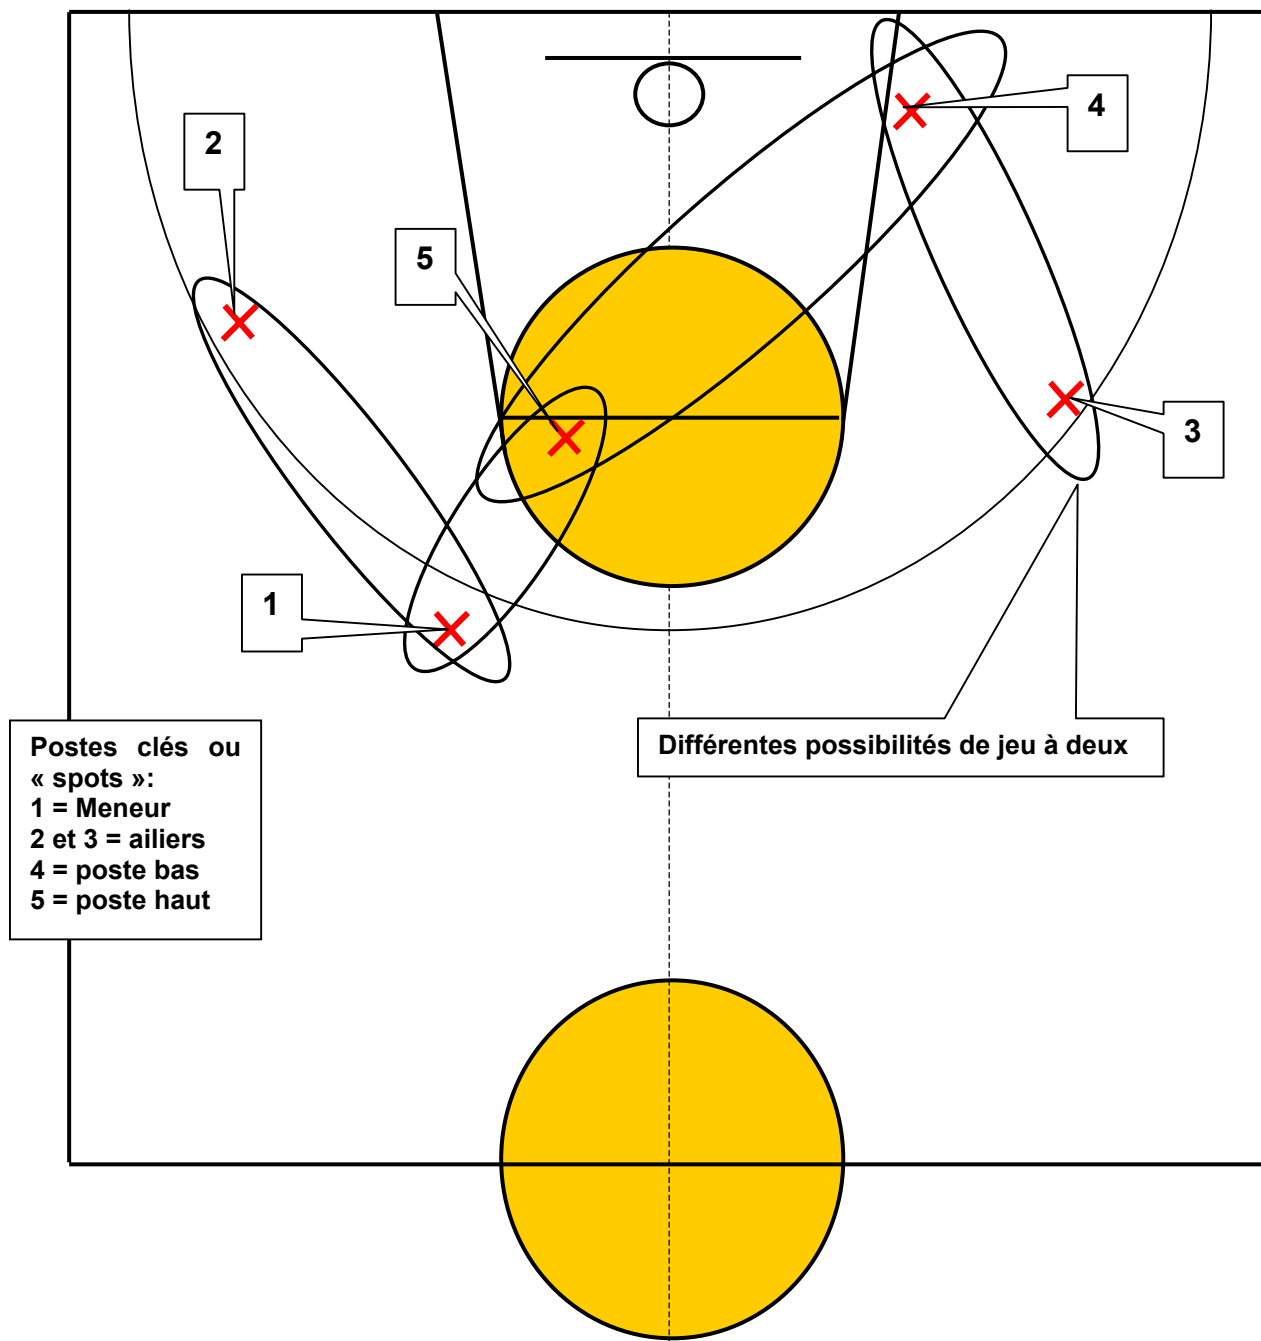 4
2
5
3
1
Différentes possibilités de jeu à deux
Postes clés ou
« spots »:
1 = Meneur
2 et 3 = ailiers
4 = poste bas
5 = poste haut